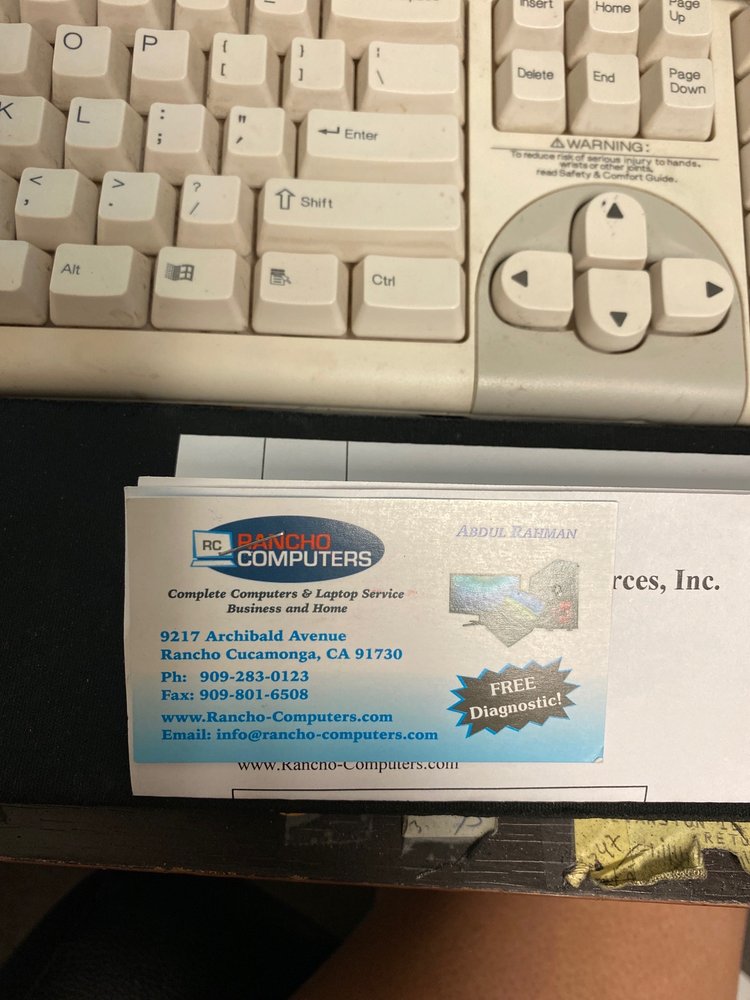 Insert
Home
Page
Up
O
P
{
[
}
]
|
\
Delete
End
Page
Down
K
L
:
;
"
'
Enter
WARNING:
To reduce risk of serious injury to hands,
wrists or other joints,
read Safety & Comfort Guide.
<
,
>
.
?
/
Shift
Alt
Ctrl
RC
RANCHO
COMPUTERS
ABDUL RAHMAN
Complete Computers & Laptop Service
Business and Home
rces, Inc.
9217 Archibald Avenue
Rancho Cucamonga, CA 91730
Ph: 909-283-0123
Fax: 909-801-6508
FREE
Diagnostic!
www.Rancho-Computers.com
Email: info@rancho-computers.com
www.Rancho-Computers.com